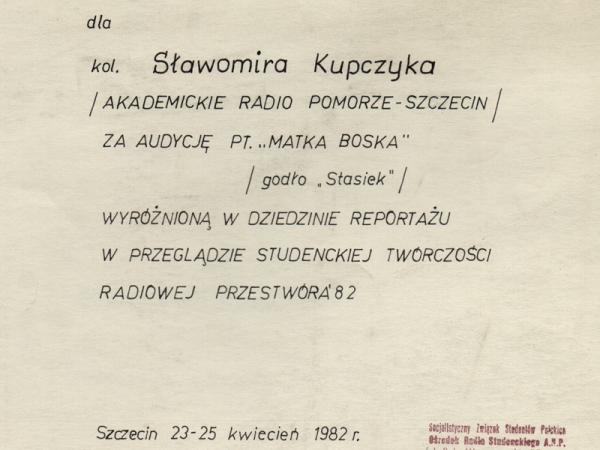 dla
kol. Sławomira Kupczyka
/AKADEMICKIE RADIO POMORZE-SZCZECIN/
ZA AUDYCJĘ PT. „MATKA BOSKA"
/godło „Stasiek"/
WYRÓŻNIONĄ W DZIEDZINIE REPORTAŻU
W PRZEGLĄDZIE STUDENCKIEJ TWÓRCZOŚCI
RADIOWEJ PRZESTWÓRA'82
Szczecin 23-25 kwiecień 1982 r.
Socjalistyczny Związek Studentów Polskich
Ośrodek Radia Studenckiego A.R.P.